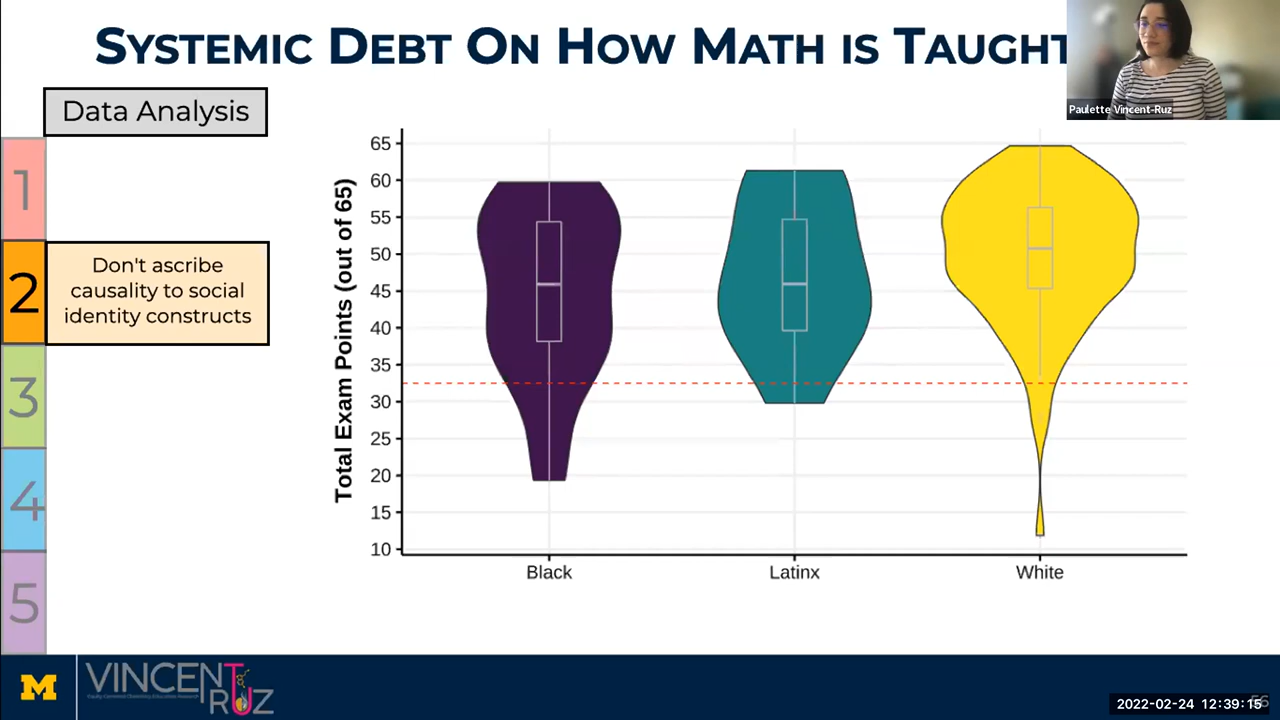 SYSTEMIC DEBT ON HOW MATH IS TAUGHT
Paulette Vincent-Ruz
Data Analysis
1
2
Don't ascribe
causality to social
identity constructs
3
4
5
Total Exam Points (out of 65)
65
60
55
50
45
40
35
30
25
20
15
10
Black
Latinx
White
M
VINCENT
RUZ
56
2022-02-24 12:39:15